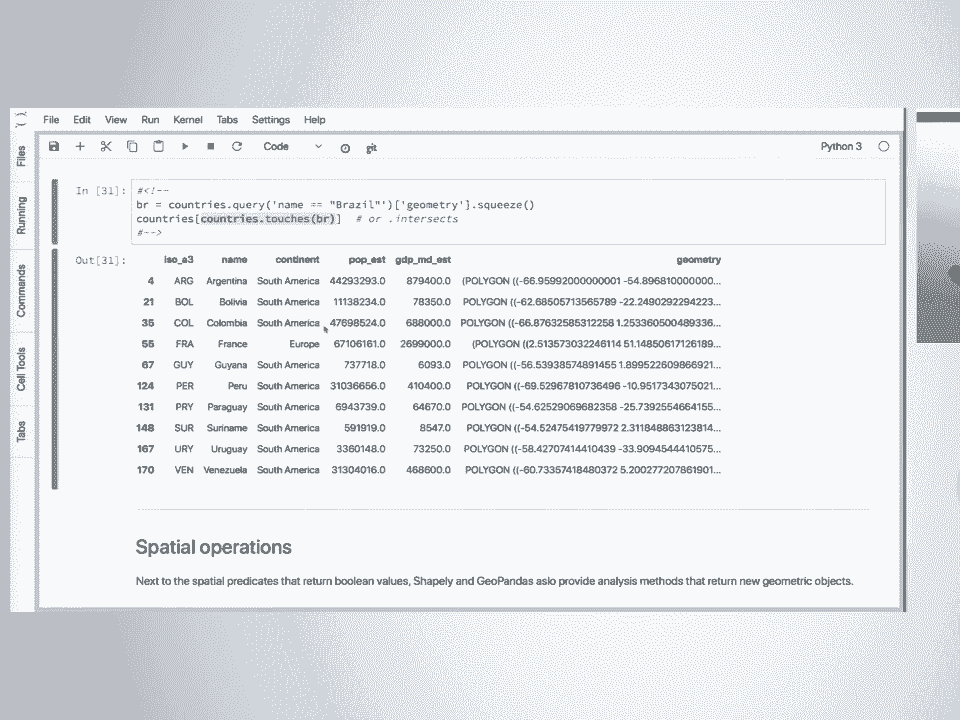 File Edit View Run Kernel Tabs Settings Help
Code git Python 3
Files
Running
Commands
Cell Tools
Tabs
In [31]: #<!--
br = countries.query('name == "Brazil"')['geometry'].squeeze()
countries[countries.touches(br)] # or .intersects
#-->
Out[31]: iso_a3 name continent pop_est gdp_md_est geometry
4 ARG Argentina South America 44293293.0 879400.0 (POLYGON ((-66.95992000000001 -54.896810000000...
21 BOL Bolivia South America 11138234.0 78350.0 POLYGON ((-62.68505713565789 -22.2490292294223...
35 COL Colombia South America 47698524.0 688000.0 POLYGON ((-66.87632585312258 1.253360500489336...
55 FRA France Europe 67106161.0 2699000.0 (POLYGON ((2.513573032246114 51.14850617126189...
67 GUY Guyana South America 737718.0 6093.0 POLYGON ((-56.53938574891455 1.899522609866921...
124 PER Peru South America 31036656.0 410400.0 POLYGON ((-69.52967810736496 -10.9517343075021...
131 PRY Paraguay South America 6943739.0 64670.0 POLYGON ((-54.62529069682358 -25.7392554664155...
148 SUR Suriname South America 591919.0 8547.0 POLYGON ((-54.52475419779972 2.311848863123814...
167 URY Uruguay South America 3360148.0 73250.0 POLYGON ((-58.42707414410439 -33.9094544410575...
170 VEN Venezuela South America 31304016.0 468600.0 POLYGON ((-60.73357418480372 5.200277207861901...
Spatial operations
Next to the spatial predicates that return boolean values, Shapely and GeoPandas aslo provide analysis methods that return new geometric objects.